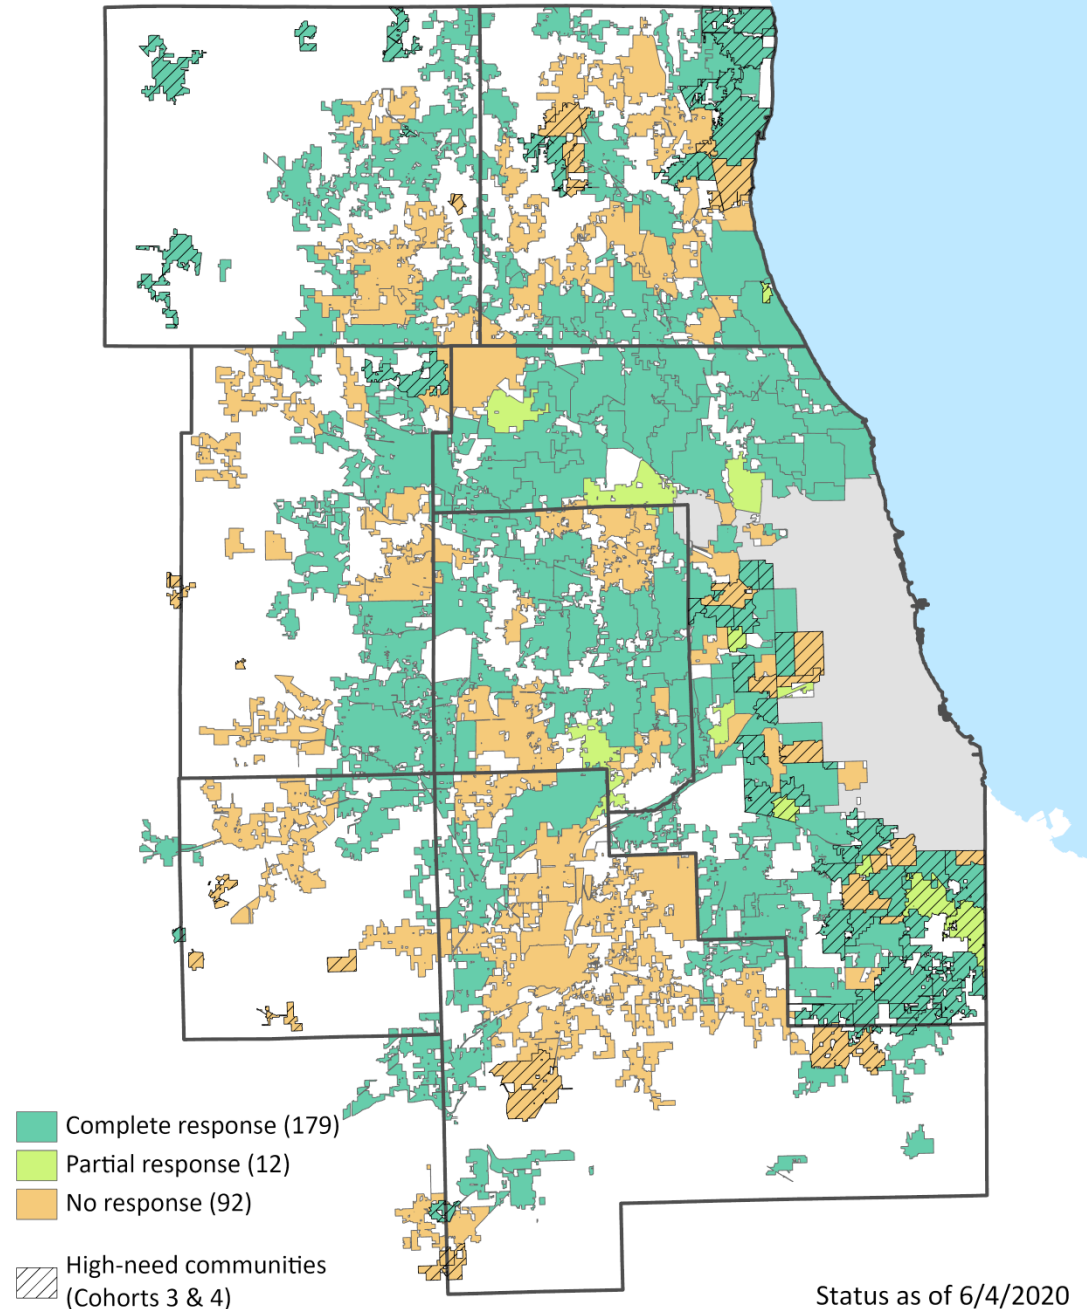 Complete response (179)
Partial response (12)
No response (92)
High-need communities
(Cohorts 3 & 4)
Status as of 6/4/2020